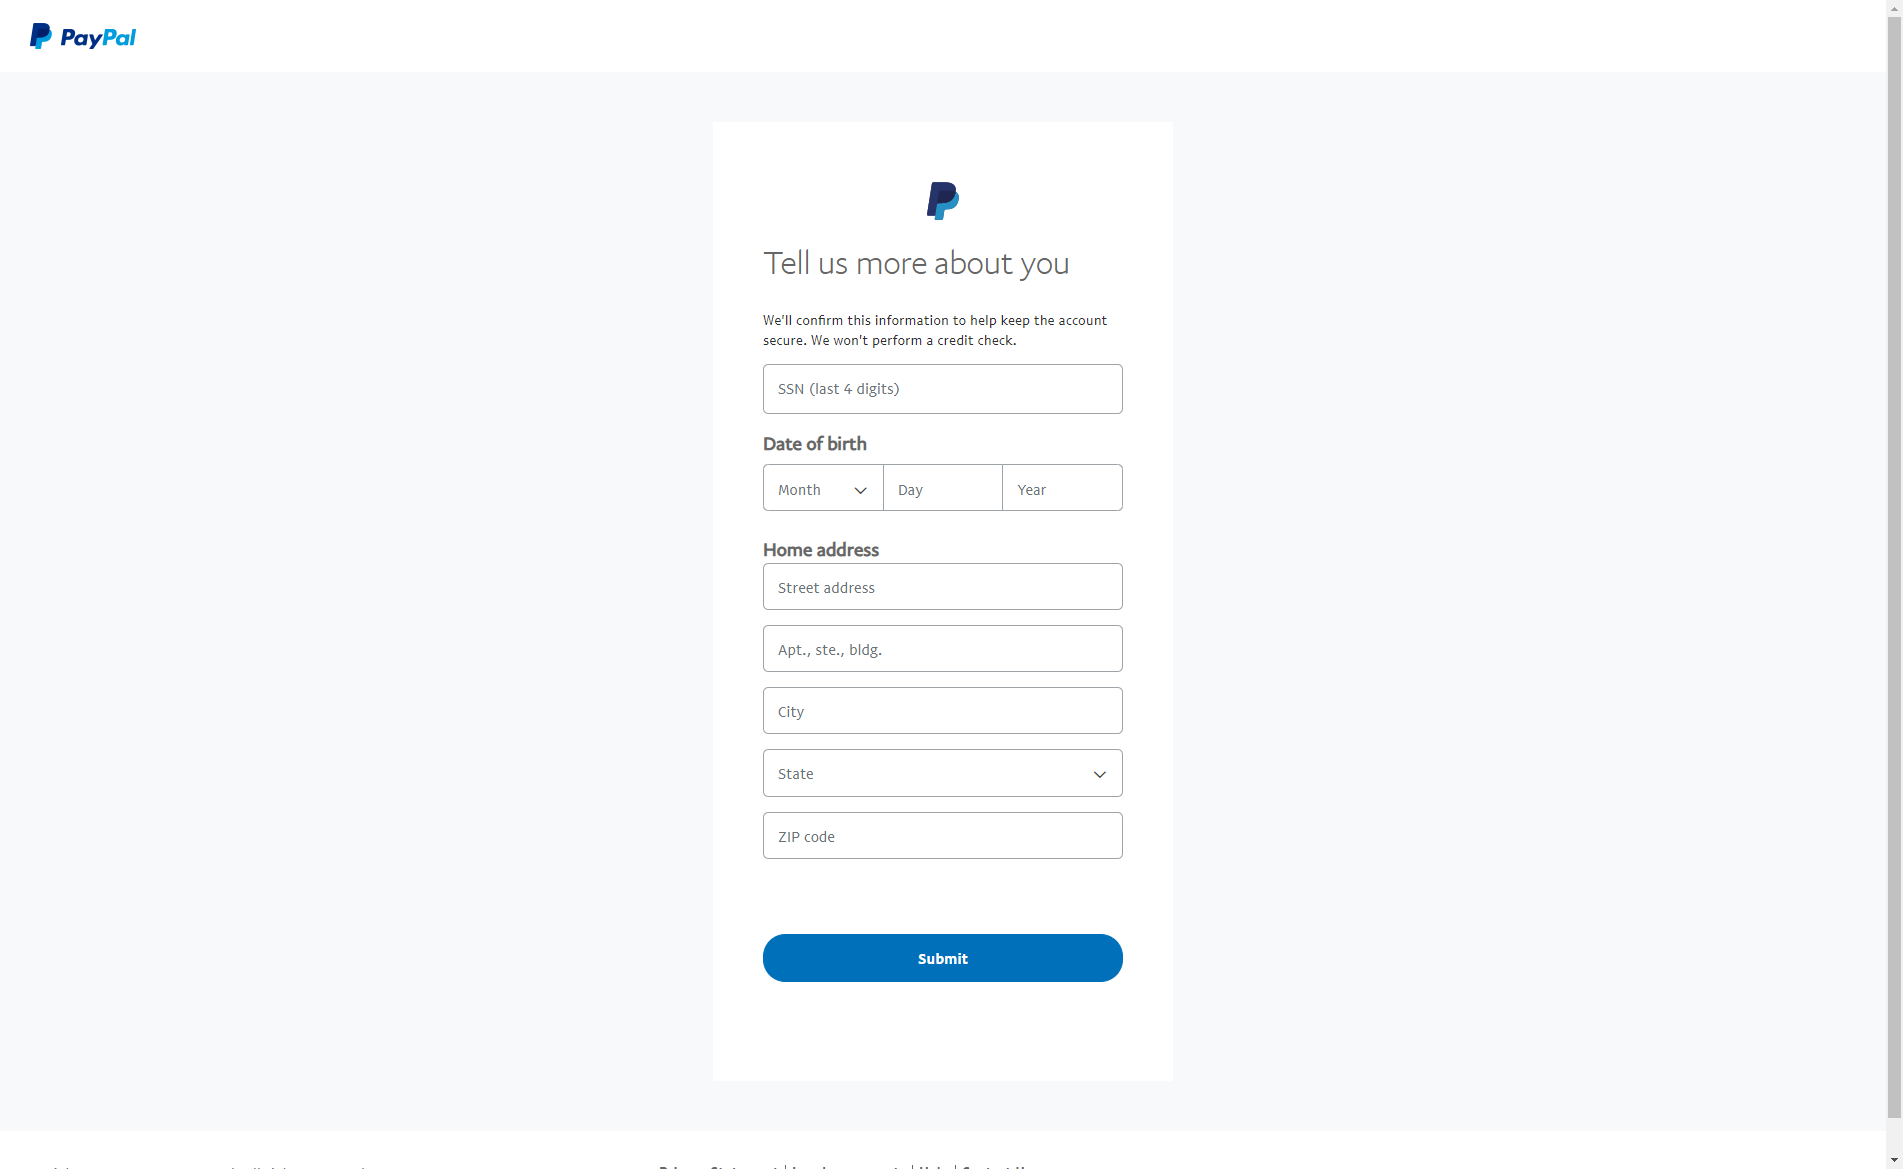 PayPal
Tell us more about you
We'll confirm this information to help keep the account
secure. We won't perform a credit check.
SSN (last 4 digits)
Date of birth
Month Day Year
Home address
Street address
Apt., ste., bldg.
City
State
ZIP code
Submit